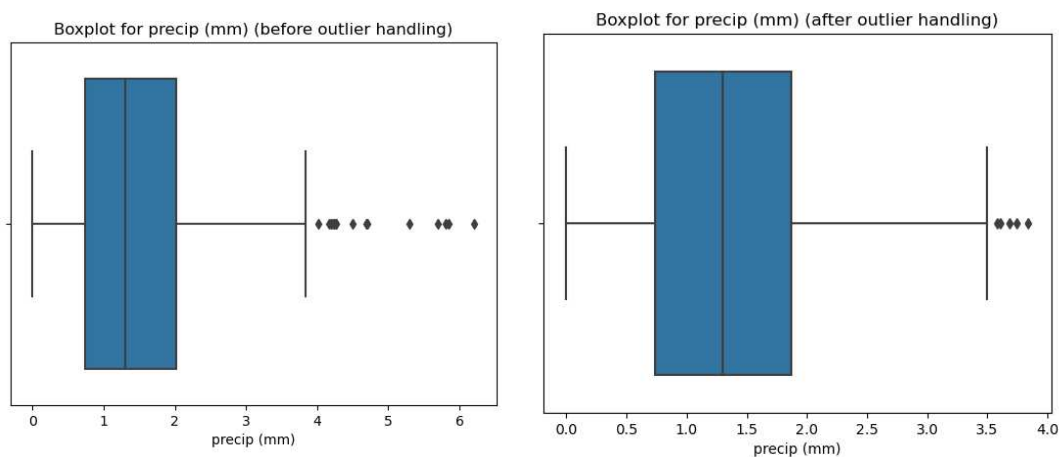 Boxplot for precip (mm) (before outlier handling)
0 1 2 3 4 5 6
precip (mm)
Boxplot for precip (mm) (after outlier handling)
0.0 0.5 1.0 1.5 2.0 2.5 3.0 3.5 4.0
precip (mm)